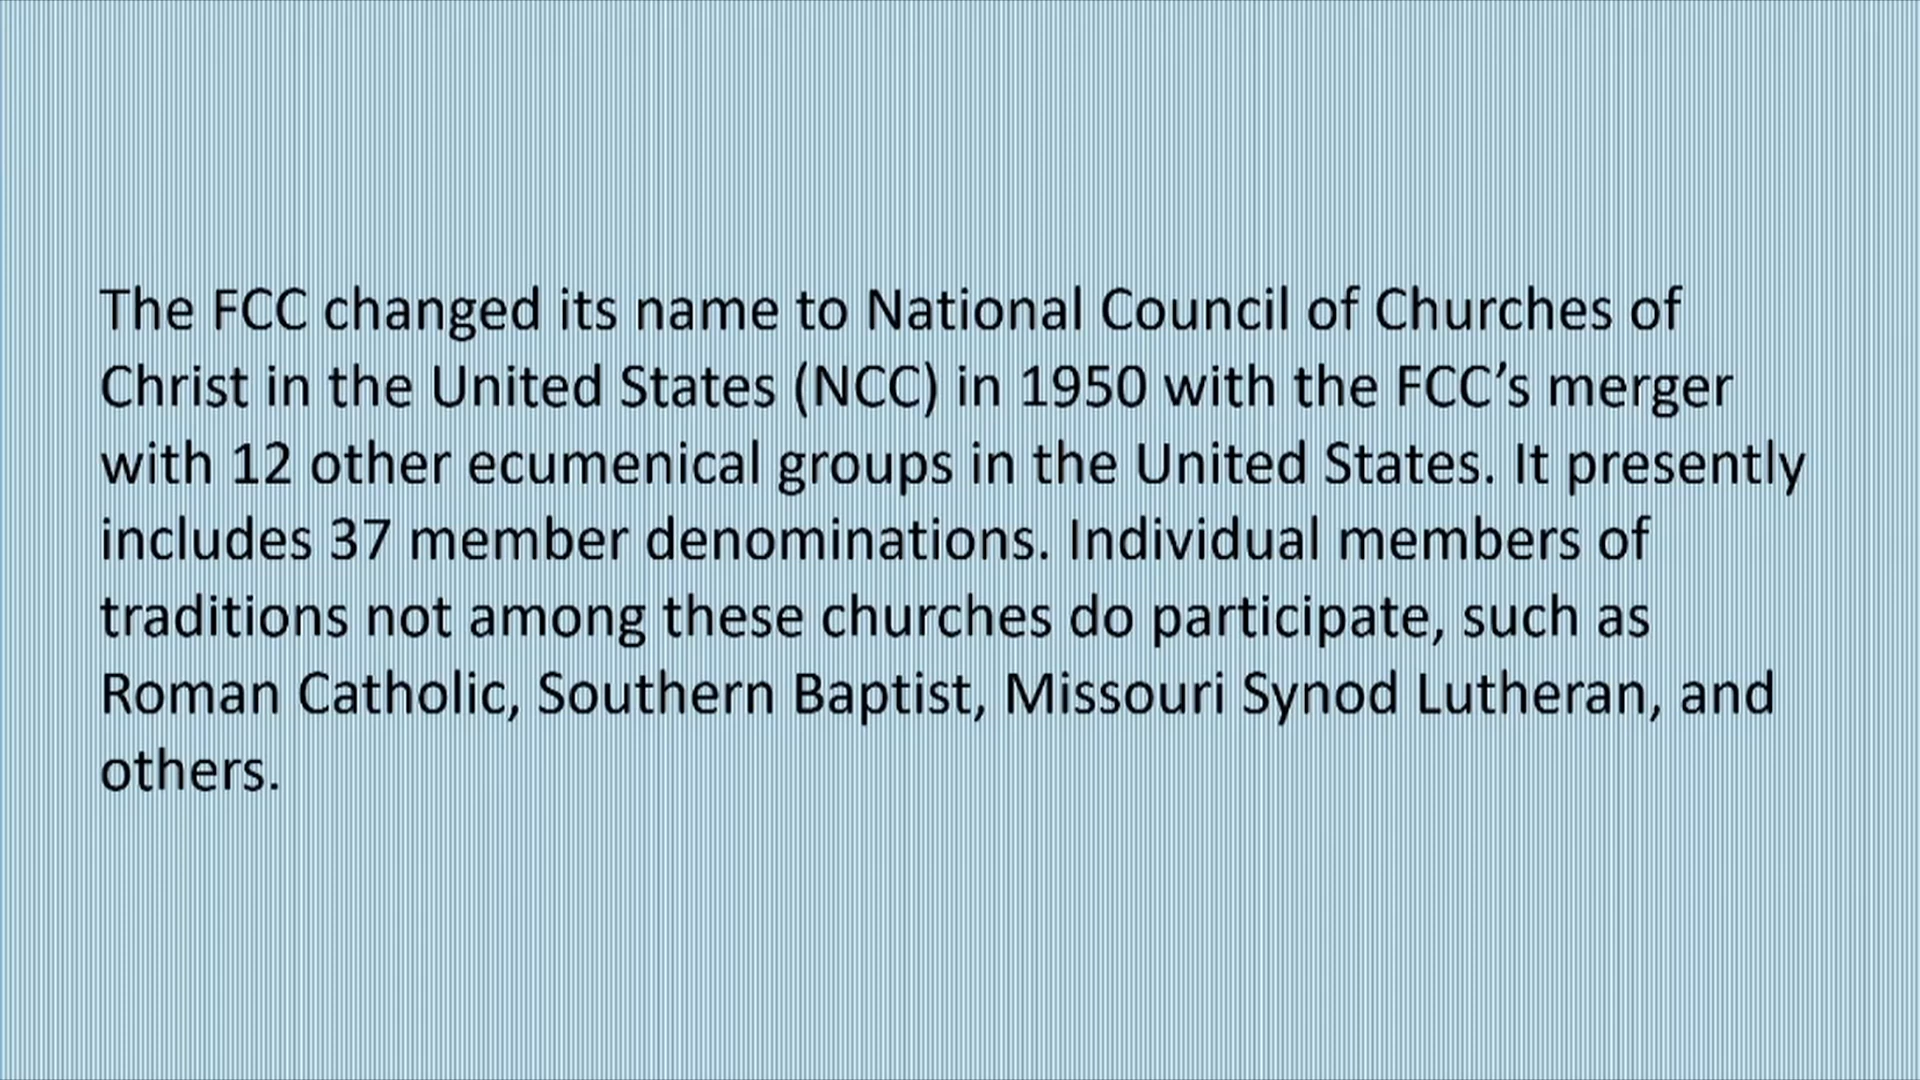 The FCC changed its name to National Council of Churches of
Christ in the United States (NCC) in 1950 with the FCC’s merger
with 12 other ecumenical groups in the United States. It presently
includes 37 member denominations. Individual members of
traditions not among these churches do participate, such as
Roman Catholic, Southern Baptist, Missouri Synod Lutheran, and
others.